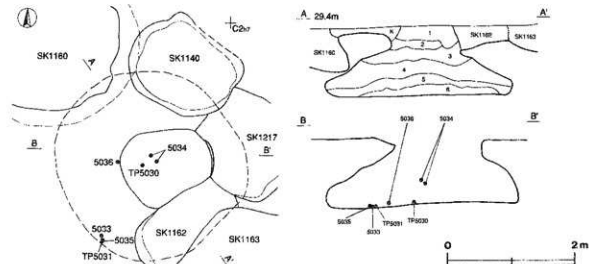 SK1160
SK1140
C2h7
A
B
B'
SK1217
5036
5034
TP5030
5033
5035
TP5031
SK1162
SK1163
A'
A 29.4m A'
SK1160
K
1
SK1162
SK1163
2
3
4
5
6
B B'
5036
5034
5035
5033
TP5031
TP5030
0 2m